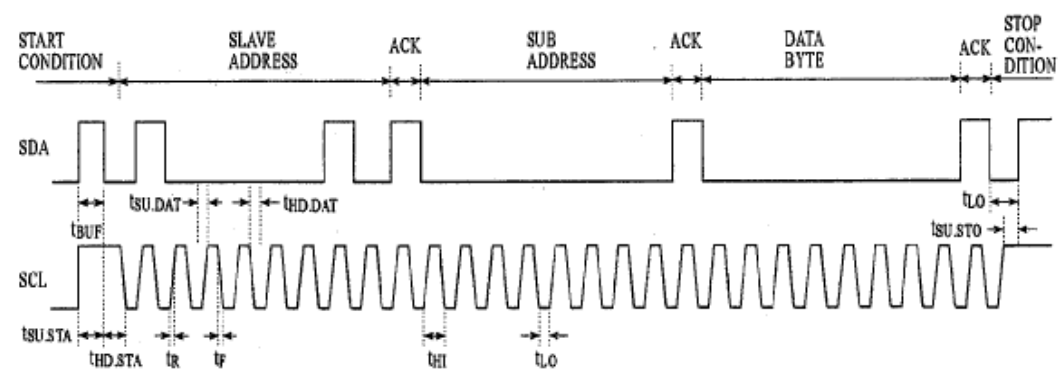 START
CONDITION
SLAVE
ADDRESS
ACK
SUB
ADDRESS
ACK
DATA
BYTE
ACK
STOP
CON-
DITION
SDA
tSU.DAT
tHD.DAT
tBUF
tLO
tSU.STO
SCL
tSU.STA
tHD.STA
tR
tF
tHI
tLO